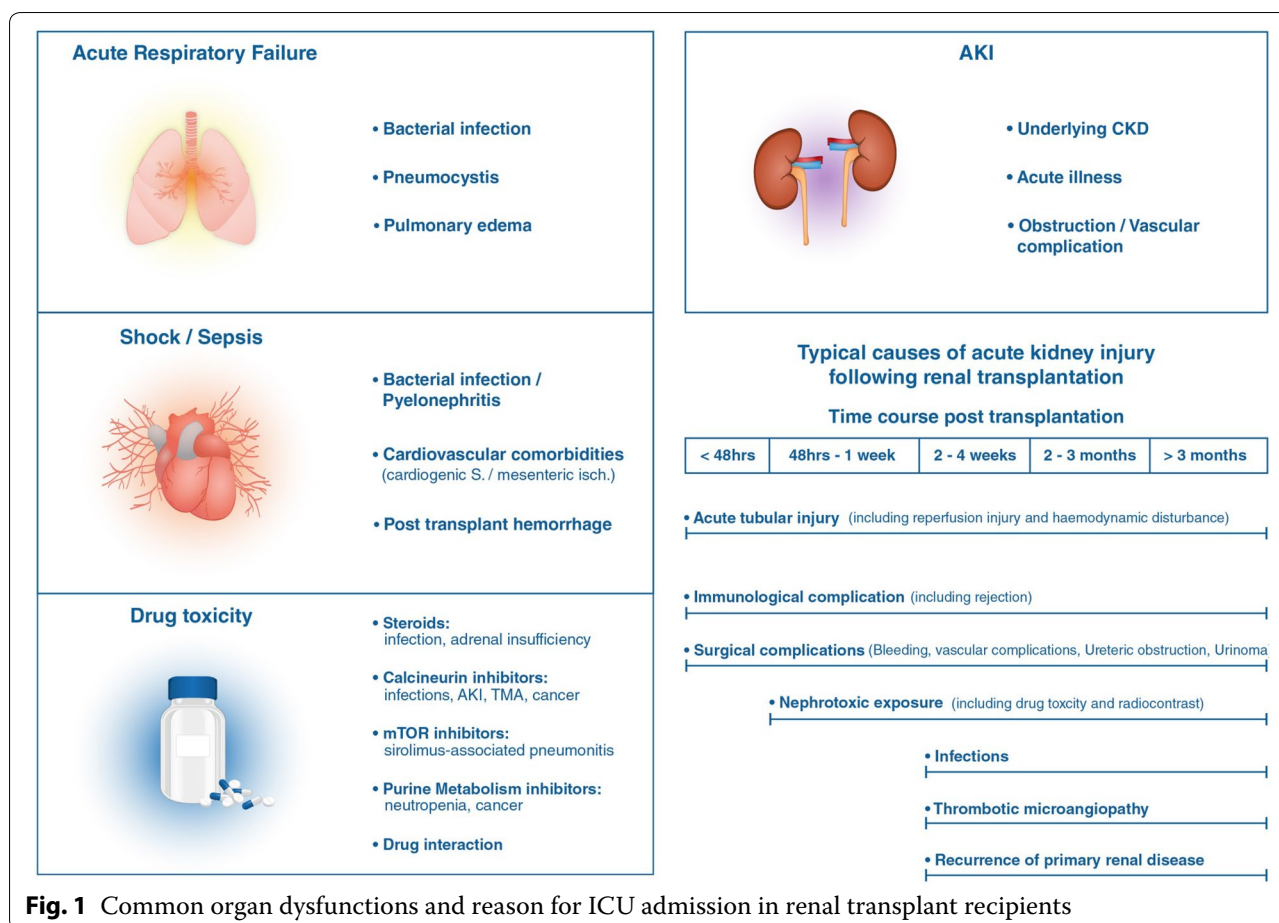 Acute Respiratory Failure
• Bacterial infection
• Pneumocystis
• Pulmonary edema
Shock / Sepsis
• Bacterial infection /
Pyelonephritis
• Cardiovascular comorbidities
(cardiogenic S. / mesenteric isch.)
• Post transplant hemorrhage
Drug toxicity
• Steroids:
infection, adrenal insufficiency
• Calcineurin inhibitors:
infections, AKI, TMA, cancer
• mTOR inhibitors:
sirolimus-associated pneumonitis
• Purine Metabolism inhibitors:
neutropenia, cancer
• Drug interaction
AKI
• Underlying CKD
• Acute illness
• Obstruction / Vascular
complication
Typical causes of acute kidney injury
following renal transplantation
Time course post transplantation
< 48hrs 48hrs - 1 week 2 - 4 weeks 2 - 3 months > 3 months
• Acute tubular injury (including reperfusion injury and haemodynamic disturbance)
• Immunological complication (including rejection)
• Surgical complications (Bleeding, vascular complications, Ureteric obstruction, Urinoma
• Nephrotoxic exposure (including drug toxcity and radiocontrast)
• Infections
• Thrombotic microangiopathy
• Recurrence of primary renal disease
Fig. 1 Common organ dysfunctions and reason for ICU admission in renal transplant recipients